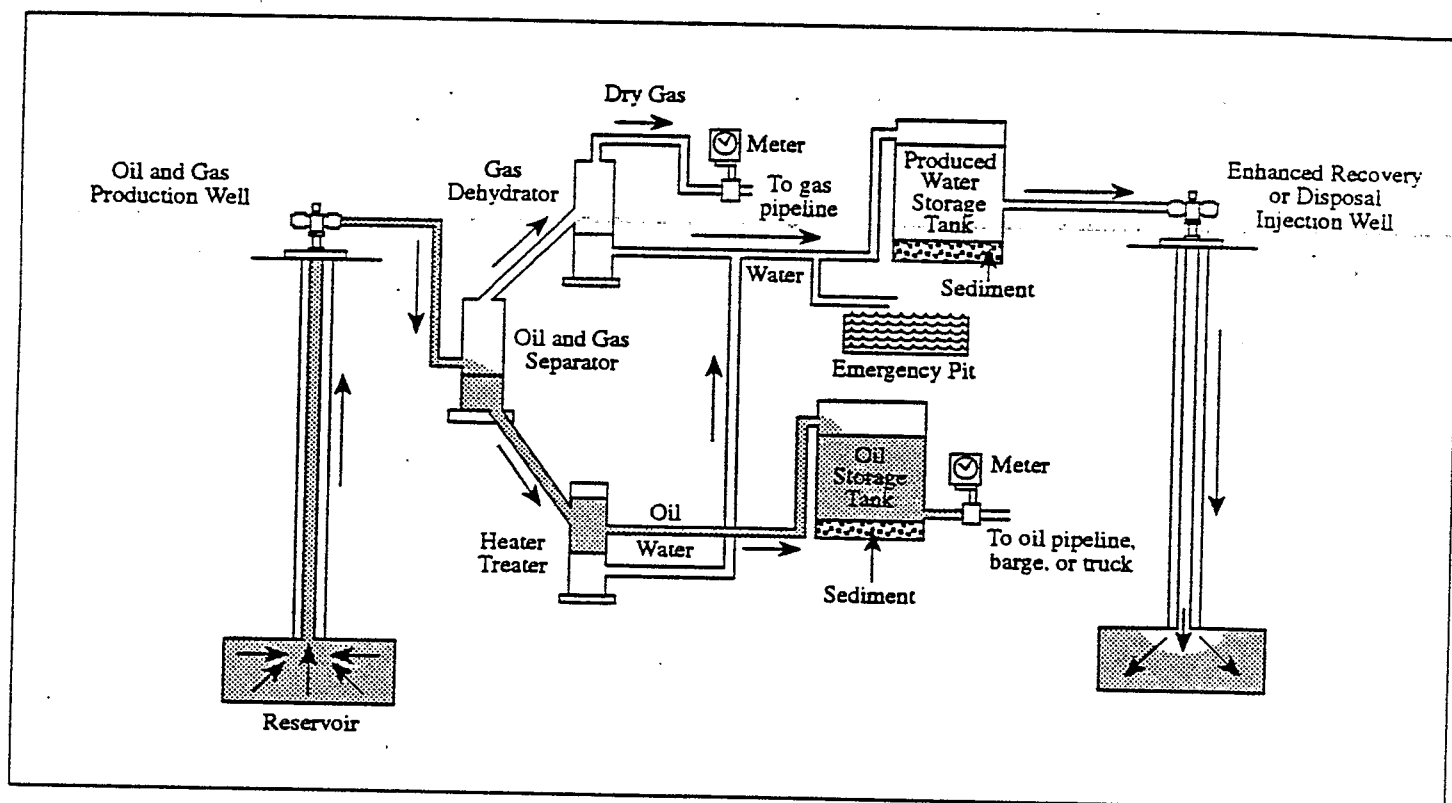 Dry Gas
Meter
Oil and Gas
Production Well
Gas
Dehydrator
To gas
pipeline
Produced
Water
Storage
Tank
Enhanced Recovery
or Disposal
Injection Well
Water
Sediment
Oil and Gas
Separator
Emergency Pit
Oil
Storage
Tank
Meter
Oil
Water
Heater
Treater
To oil pipeline,
barge, or truck
Sediment
Reservoir